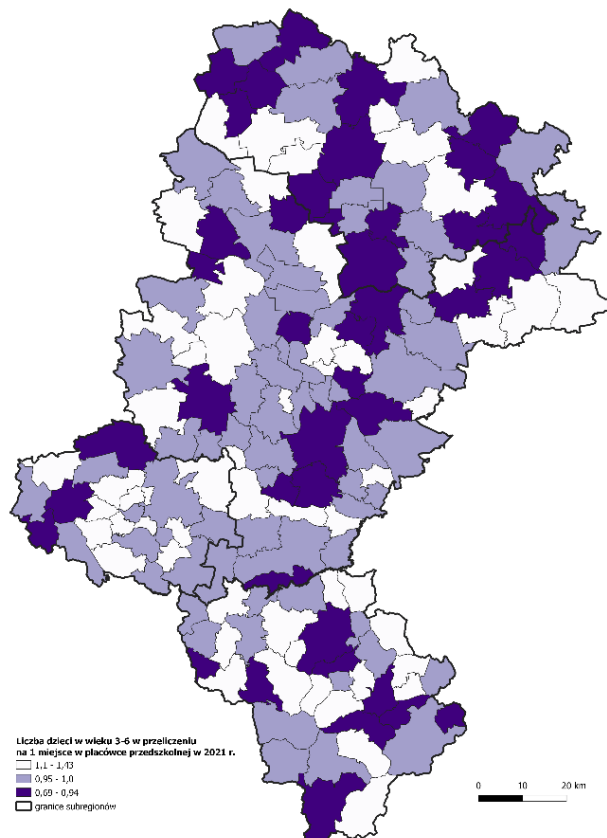 Liczba dzięci w wieku 3-6 w przeliczeniu
na 1 miejsce w placówce przedszkolnej w 2021 r.
1,1 - 1,43
0,95 - 1,0
0,69 - 0,94
granice subregionów
0 10 20 km